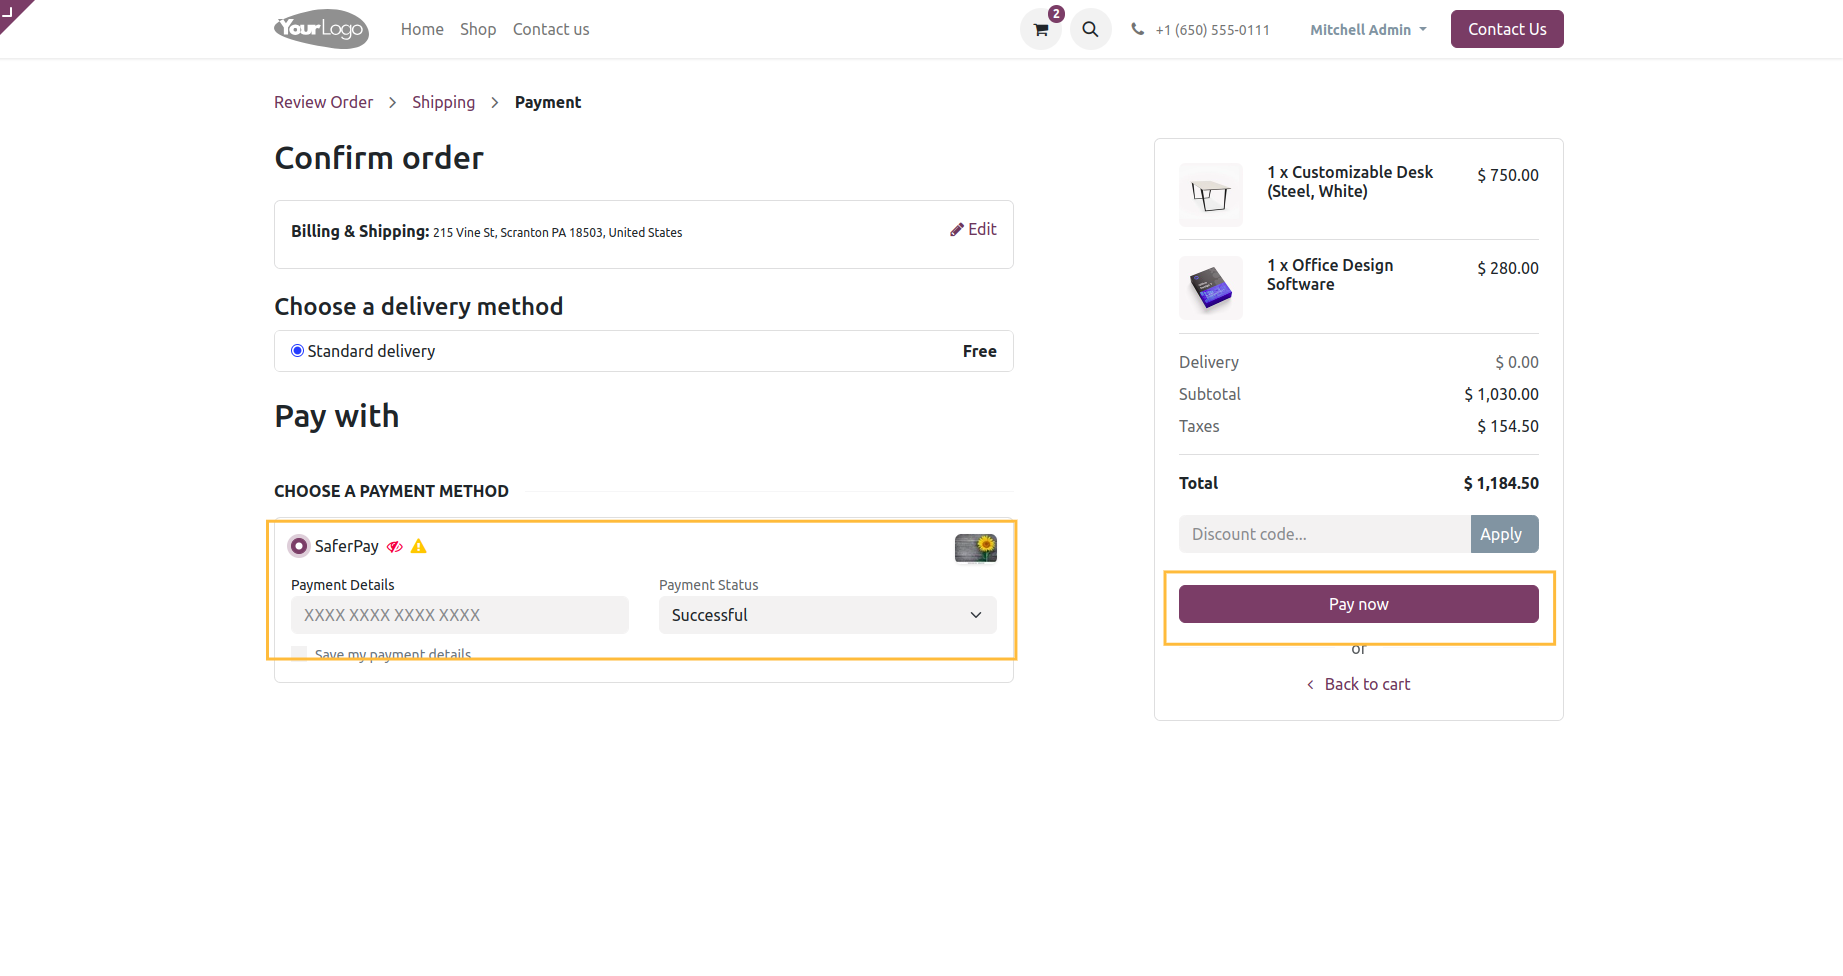 YourLogo
Home
Shop
Contact us
2
+1 (650) 555-0111
Mitchell Admin
Contact Us
Review Order
Shipping
Payment
Confirm order
Billing & Shipping: 215 Vine St, Scranton PA 18503, United States
Edit
Choose a delivery method
Standard delivery
Free
Pay with
CHOOSE A PAYMENT METHOD
SaferPay
Payment Details
Payment Status
XXXX XXXX XXXX XXXX
Successful
Save my payment details
1 x Customizable Desk
(Steel, White)
$ 750.00
1 x Office Design
Software
$ 280.00
Delivery
$ 0.00
Subtotal
$ 1,030.00
Taxes
$ 154.50
Total
$ 1,184.50
Discount code...
Apply
Pay now
or
Back to cart